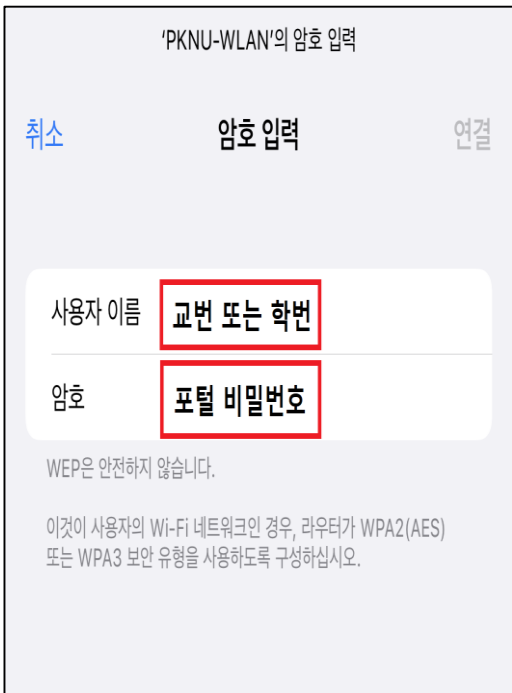 ‘PKNU-WLAN’의 암호 입력
취소 암호 입력 연결
사용자 이름 교번 또는 학번
암호 포털 비밀번호
WEP은 안전하지 않습니다.
이것이 사용자의 Wi-Fi 네트워크인 경우, 라우터가 WPA2(AES)
또는 WPA3 보안 유형을 사용하도록 구성하십시오.